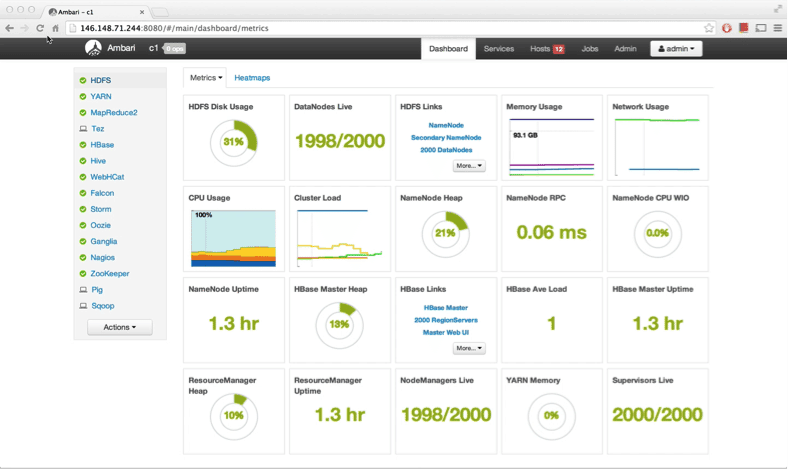 Ambari – c1
146.148.71.244:8080/#/main/dashboard/metrics
Ambari c1 0 ops Dashboard Services Hosts 12 Jobs Admin admin
HDFS
YARN
MapReduce2
Tez
HBase
Hive
WebHCat
Falcon
Storm
Oozie
Ganglia
Nagios
ZooKeeper
Pig
Sqoop
Actions
Metrics Heatmaps
HDFS Disk Usage
31%
DataNodes Live
1998/2000
HDFS Links
NameNode
Secondary NameNode
2000 DataNodes
More...
Memory Usage
93.1 GB
Network Usage
CPU Usage
100%
Cluster Load
NameNode Heap
21%
NameNode RPC
0.06 ms
NameNode CPU WIO
0.0%
NameNode Uptime
1.3 hr
HBase Master Heap
13%
HBase Links
HBase Master
2000 RegionServers
Master Web UI
More...
HBase Ave Load
1
HBase Master Uptime
1.3 hr
ResourceManager
Heap
10%
ResourceManager
Uptime
1.3 hr
NodeManagers Live
1998/2000
YARN Memory
0%
Supervisors Live
2000/2000